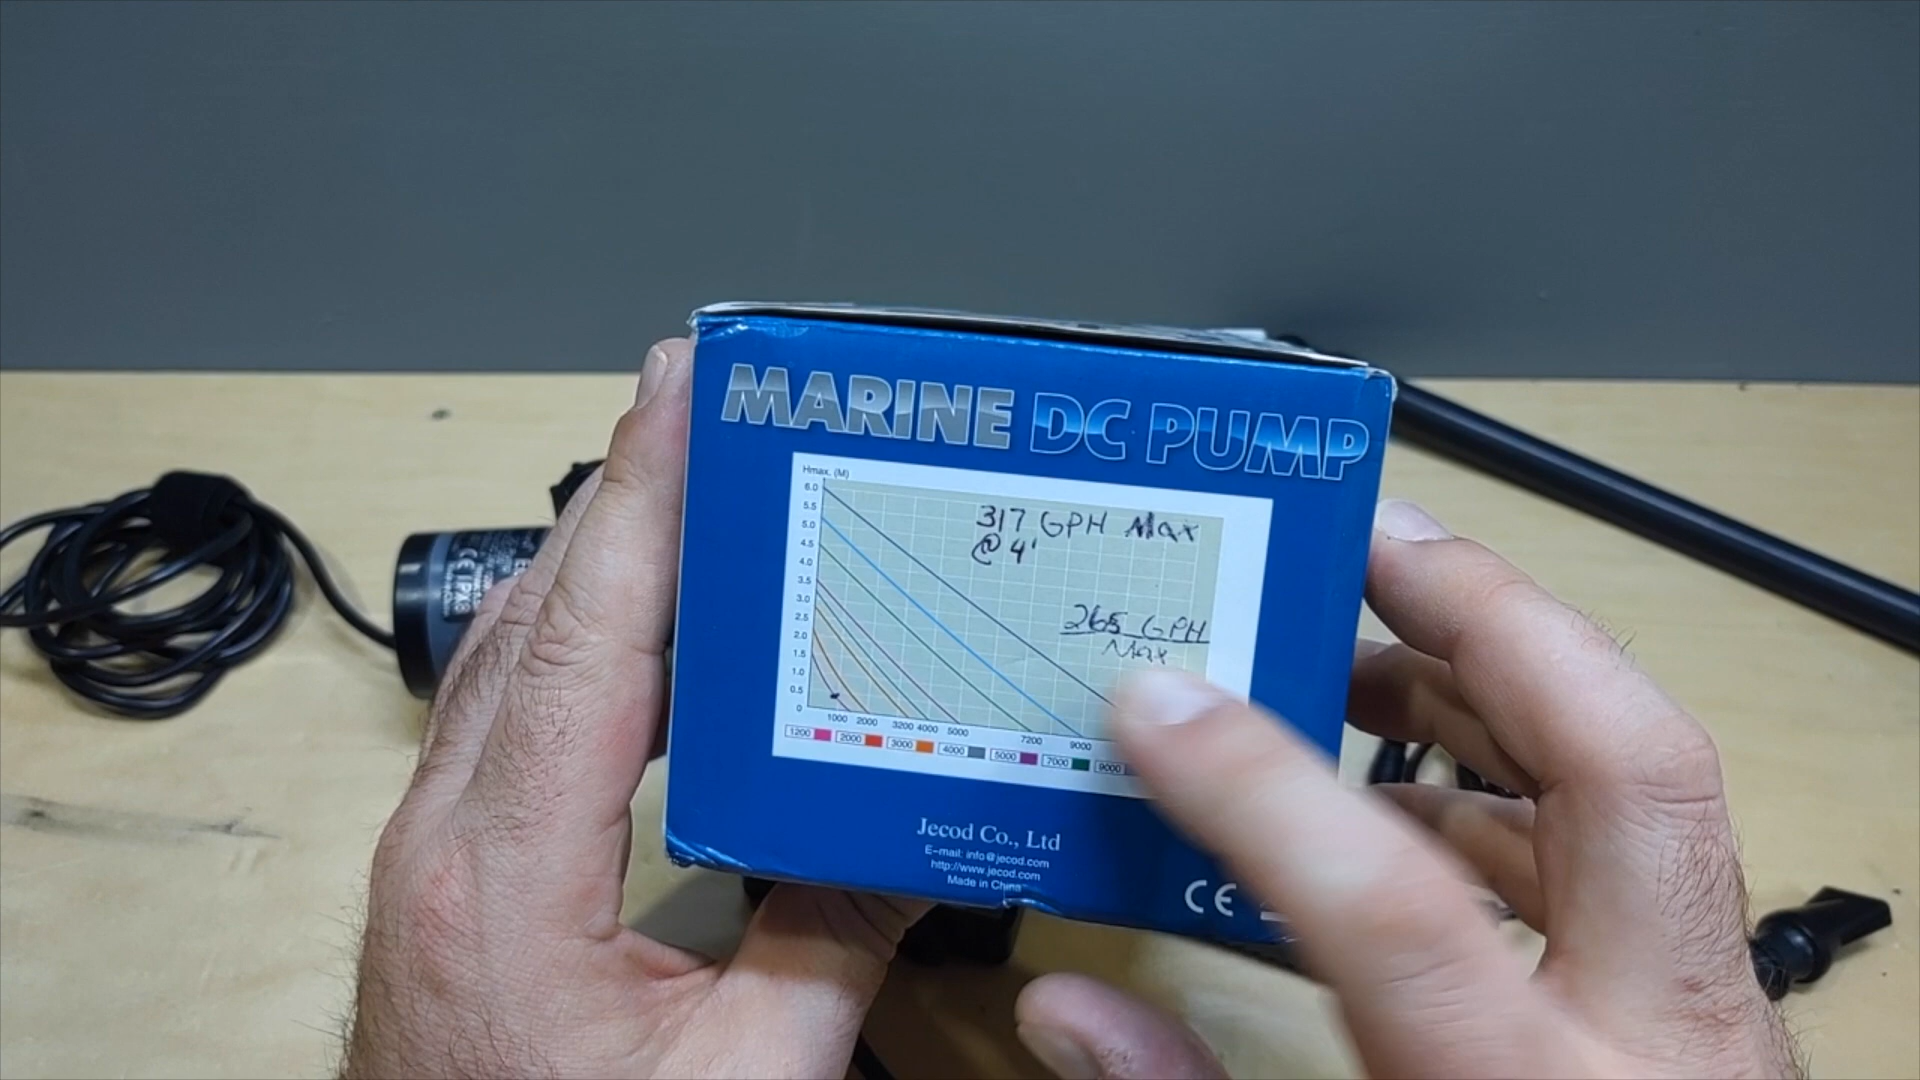 MARINE DC PUMP
Hmax. (M)
6.0
5.5
5.0
4.5
4.0
3.5
3.0
2.5
2.0
1.5
1.0
0.5
0
317 GPH Max
@ 4'
265 GPH
Max
1000 2000 3200 4000 5000 7200 9000
1200 2000 3000 4000 5000 7000 9000
Jecod Co., Ltd
E-mail: info@jecod.com
http://www.jecod.com
Made in China
CE
CE IPX8